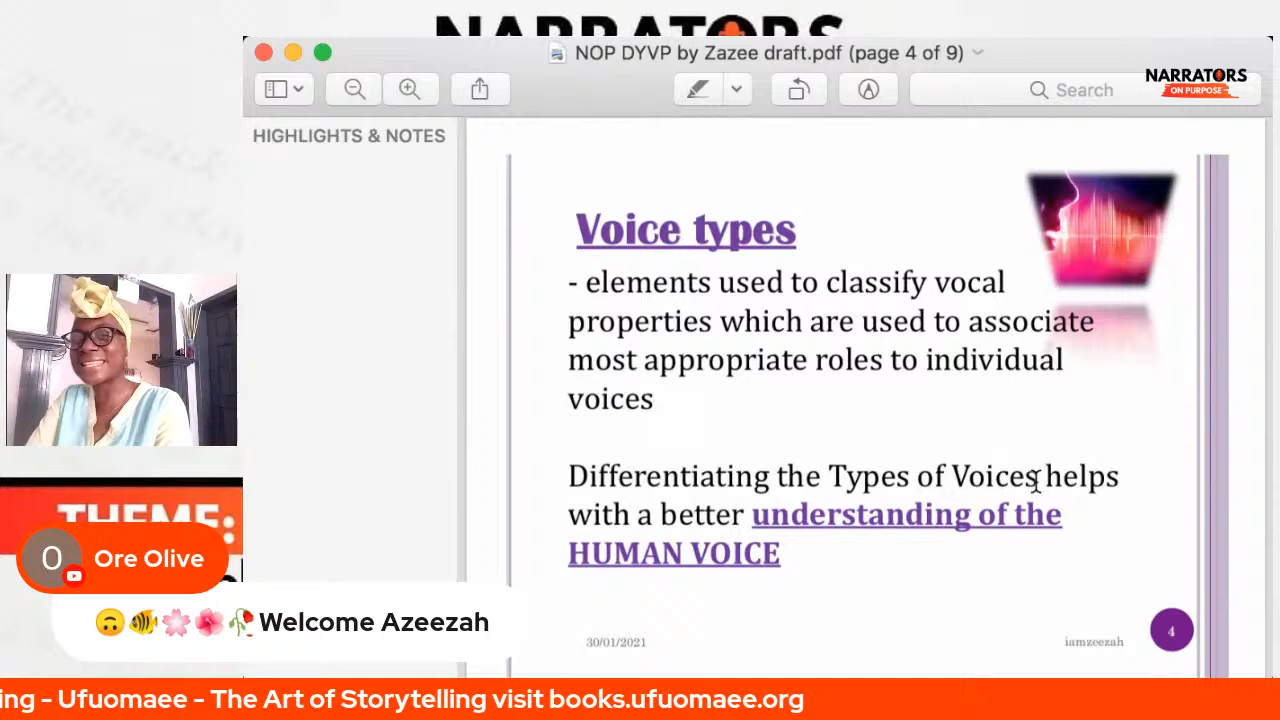 NARRATORS
NOP DYVP by Zazee draft.pdf (page 4 of 9)
Search
NARRATORS
ON PURPOSE
HIGHLIGHTS & NOTES
Voice types
- elements used to classify vocal
properties which are used to associate
most appropriate roles to individual
voices
Differentiating the Types of Voices helps
with a better understanding of the
HUMAN VOICE
30/01/2021
iamzeezah
4
THEME:
O
Ore Olive
🙃🐠🌸🌺🥀Welcome Azeezah
ing - Ufuomaee - The Art of Storytelling visit books.ufuomaee.org